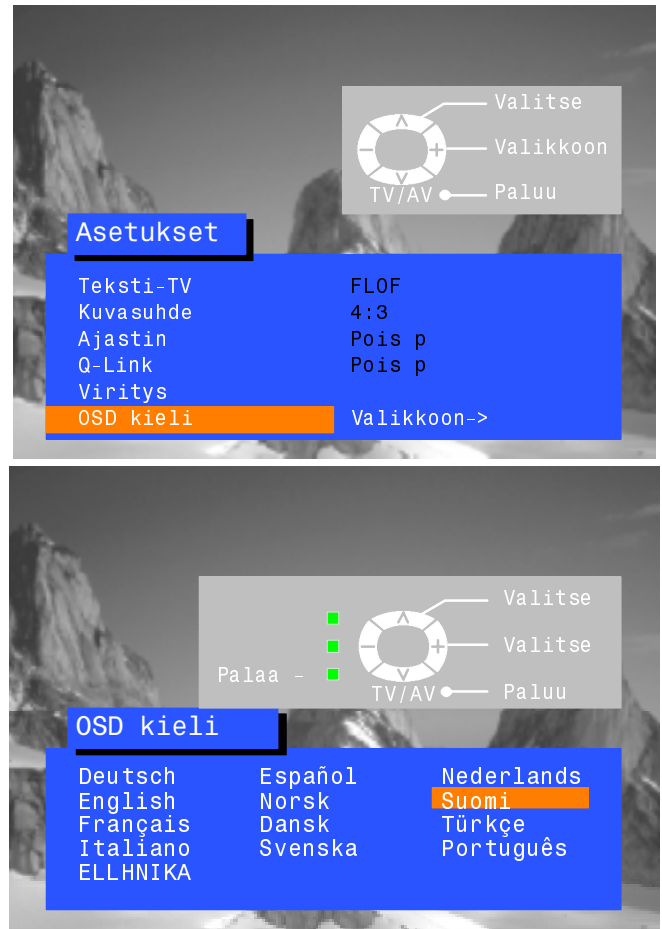 Valitse
Valikkoon
TV/AV Paluu
Asetukset
Teksti-TV FLOF
Kuvasuhde 4:3
Ajastin Pois p
Q-Link Pois p
Viritys
OSD kieli Valikkoon->
Valitse
Valitse
Palaa -
TV/AV Paluu
OSD kieli
Deutsch Español Nederlands
English Norsk Suomi
Français Dansk Türkçe
Italiano Svenska Português
ELLHNIKA